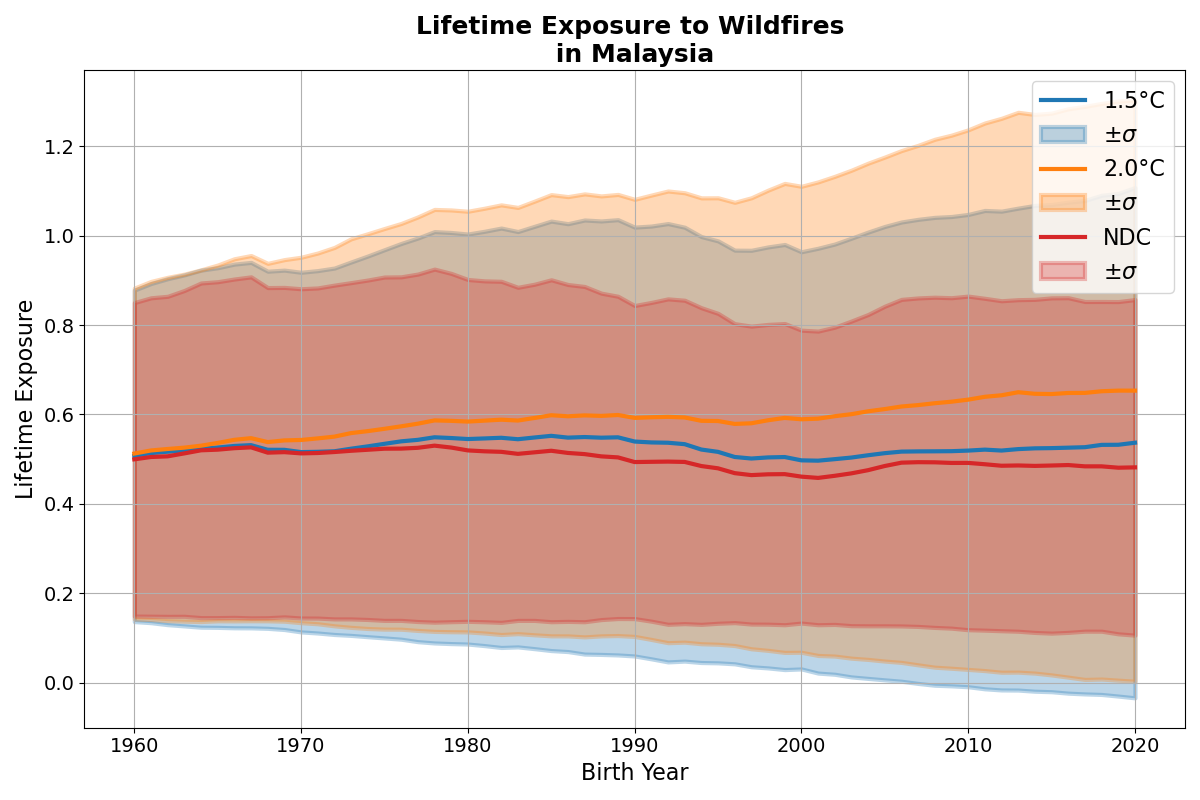 Lifetime Exposure to Wildfires
in Malaysia
1.5°C
±σ
2.0°C
±σ
NDC
±σ
Lifetime Exposure
1.2
1.0
0.8
0.6
0.4
0.2
0.0
1960 1970 1980 1990 2000 2010 2020
Birth Year